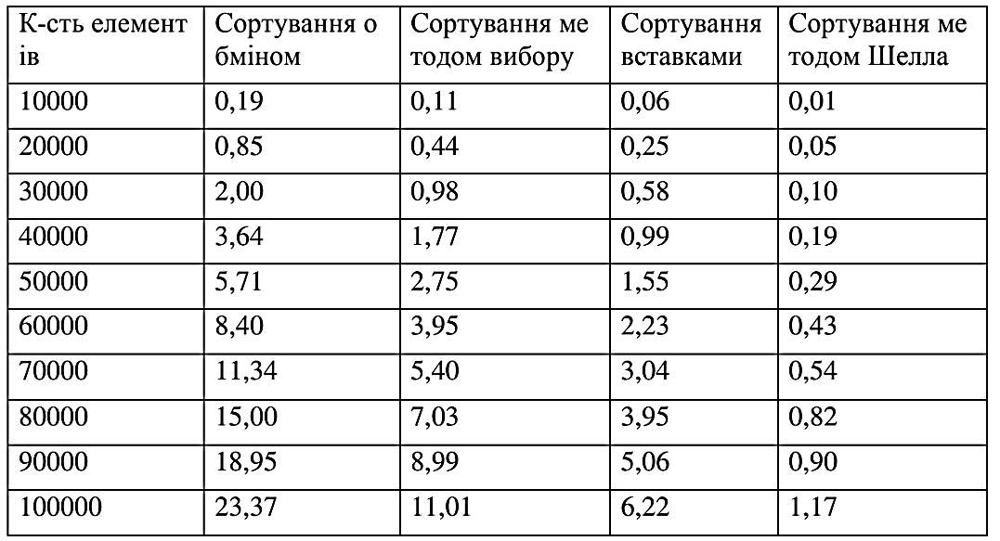 К-сть елемент Сортування о Сортування ме Сортування Сортування ме
ів бміном тодом вибору вставками тодом Шелла
10000 0,19 0,11 0,06 0,01
20000 0,85 0,44 0,25 0,05
30000 2,00 0,98 0,58 0,10
40000 3,64 1,77 0,99 0,19
50000 5,71 2,75 1,55 0,29
60000 8,40 3,95 2,23 0,43
70000 11,34 5,40 3,04 0,54
80000 15,00 7,03 3,95 0,82
90000 18,95 8,99 5,06 0,90
100000 23,37 11,01 6,22 1,17